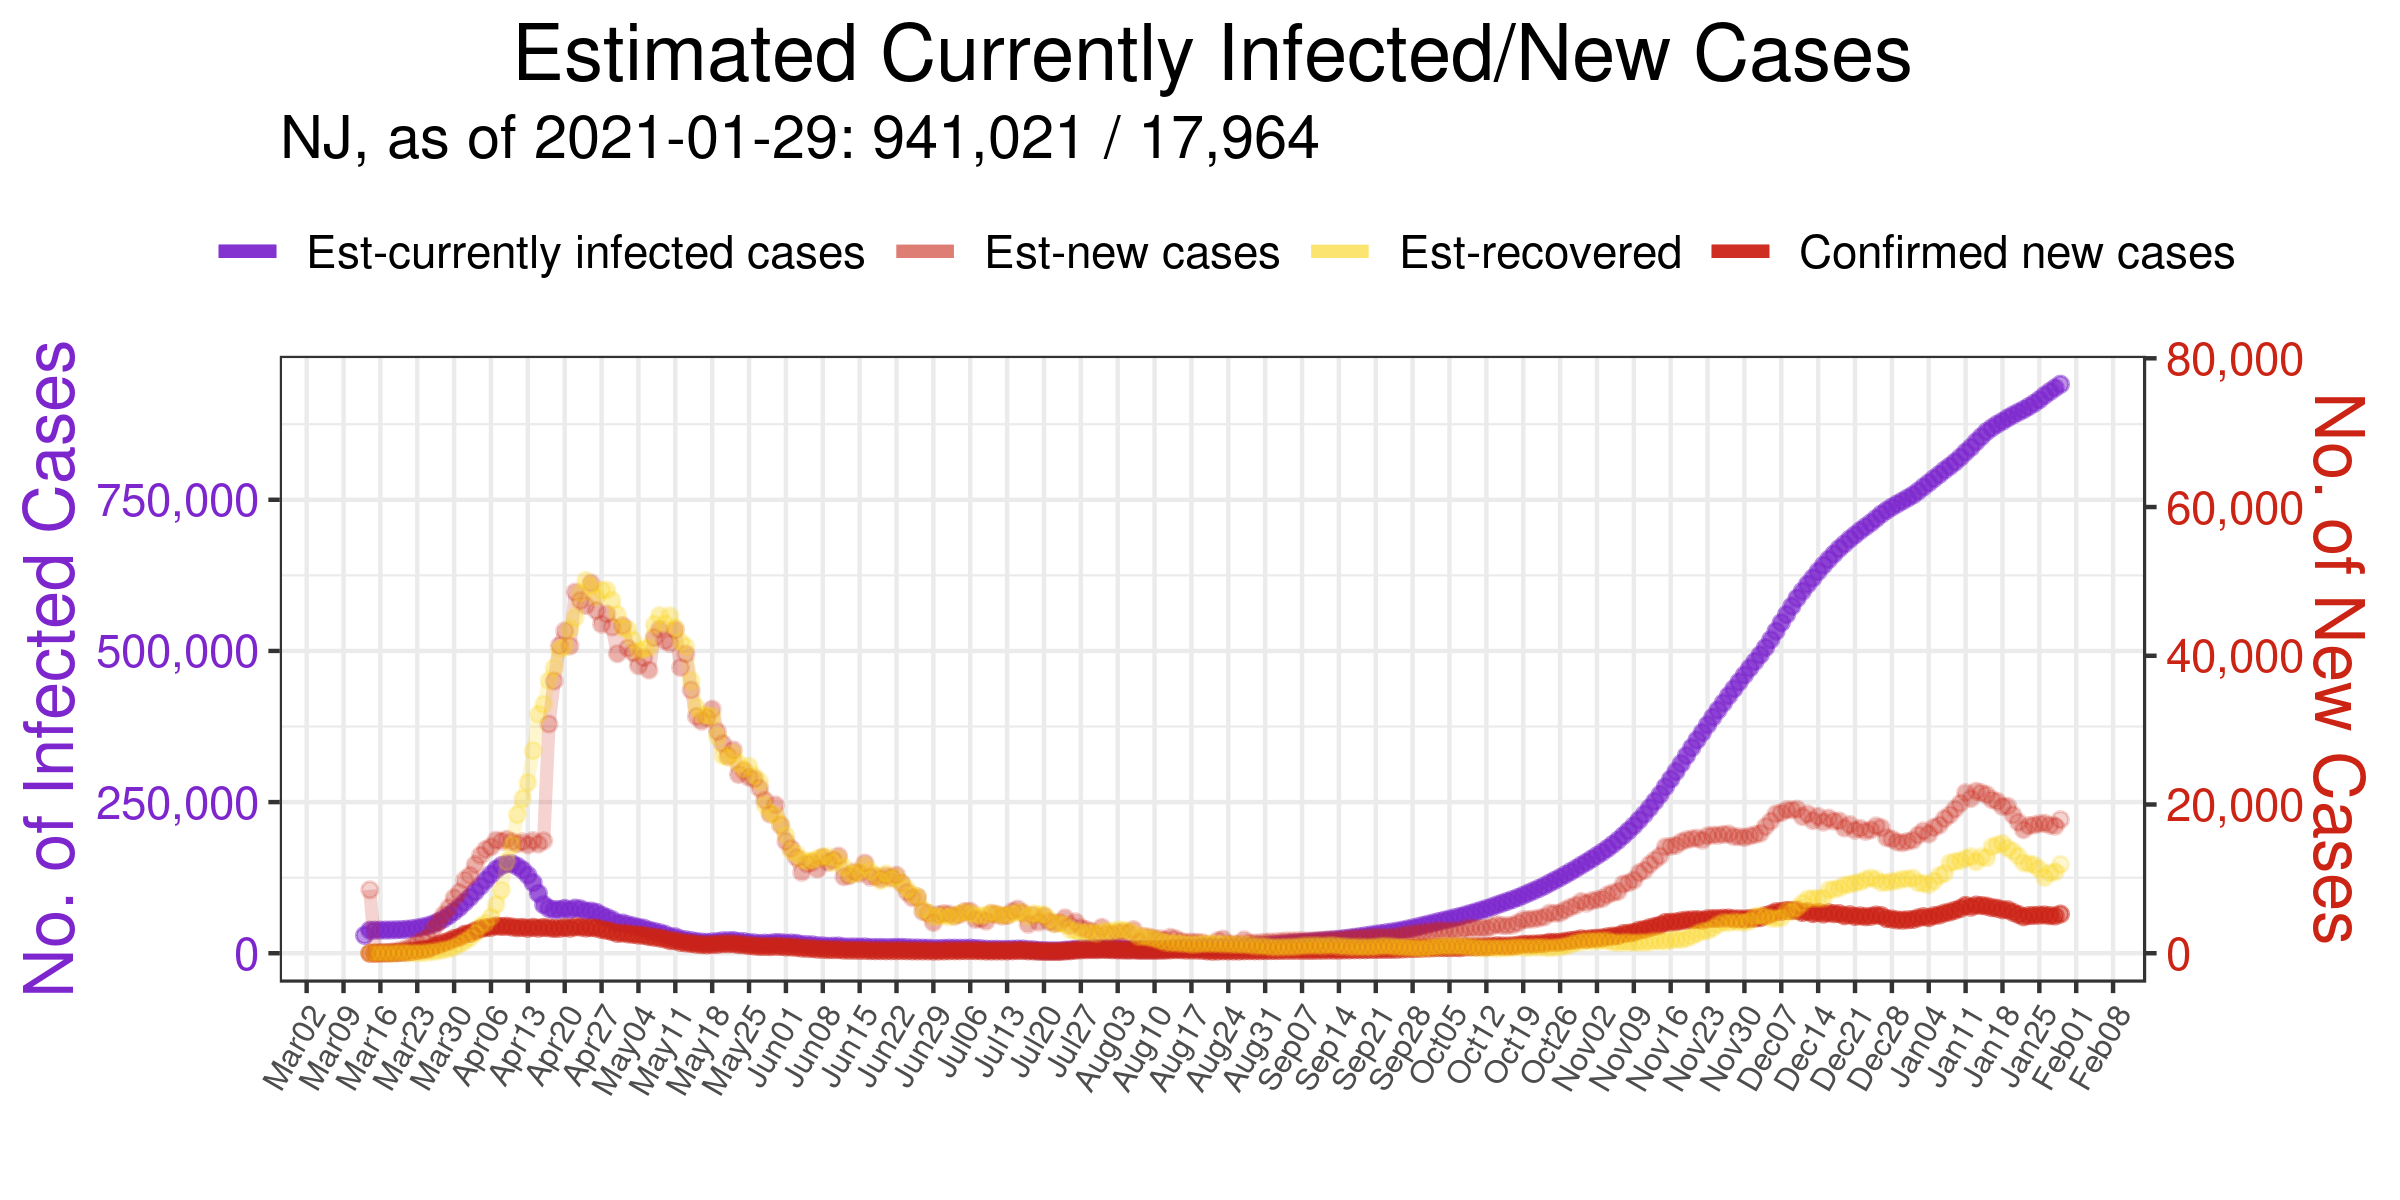 Estimated Currently Infected/New Cases
NJ, as of 2021-01-29: 941,021 / 17,964
Est-currently infected cases Est-new cases Est-recovered Confirmed new cases
No. of Infected Cases
750,000
500,000
250,000
0
80,000
60,000
40,000
20,000
0
No. of New Cases
Mar02 Mar09 Mar16 Mar23 Mar30 Apr06 Apr13 Apr20 Apr27 May04 May11 May18 May25 Jun01 Jun08 Jun15 Jun22 Jun29 Jul06 Jul13 Jul20 Jul27 Aug03 Aug10 Aug17 Aug24 Aug31 Sep07 Sep14 Sep21 Sep28 Oct05 Oct12 Oct19 Oct26 Nov02 Nov09 Nov16 Nov23 Nov30 Dec07 Dec14 Dec21 Dec28 Jan04 Jan11 Jan18 Jan25 Feb01 Feb08